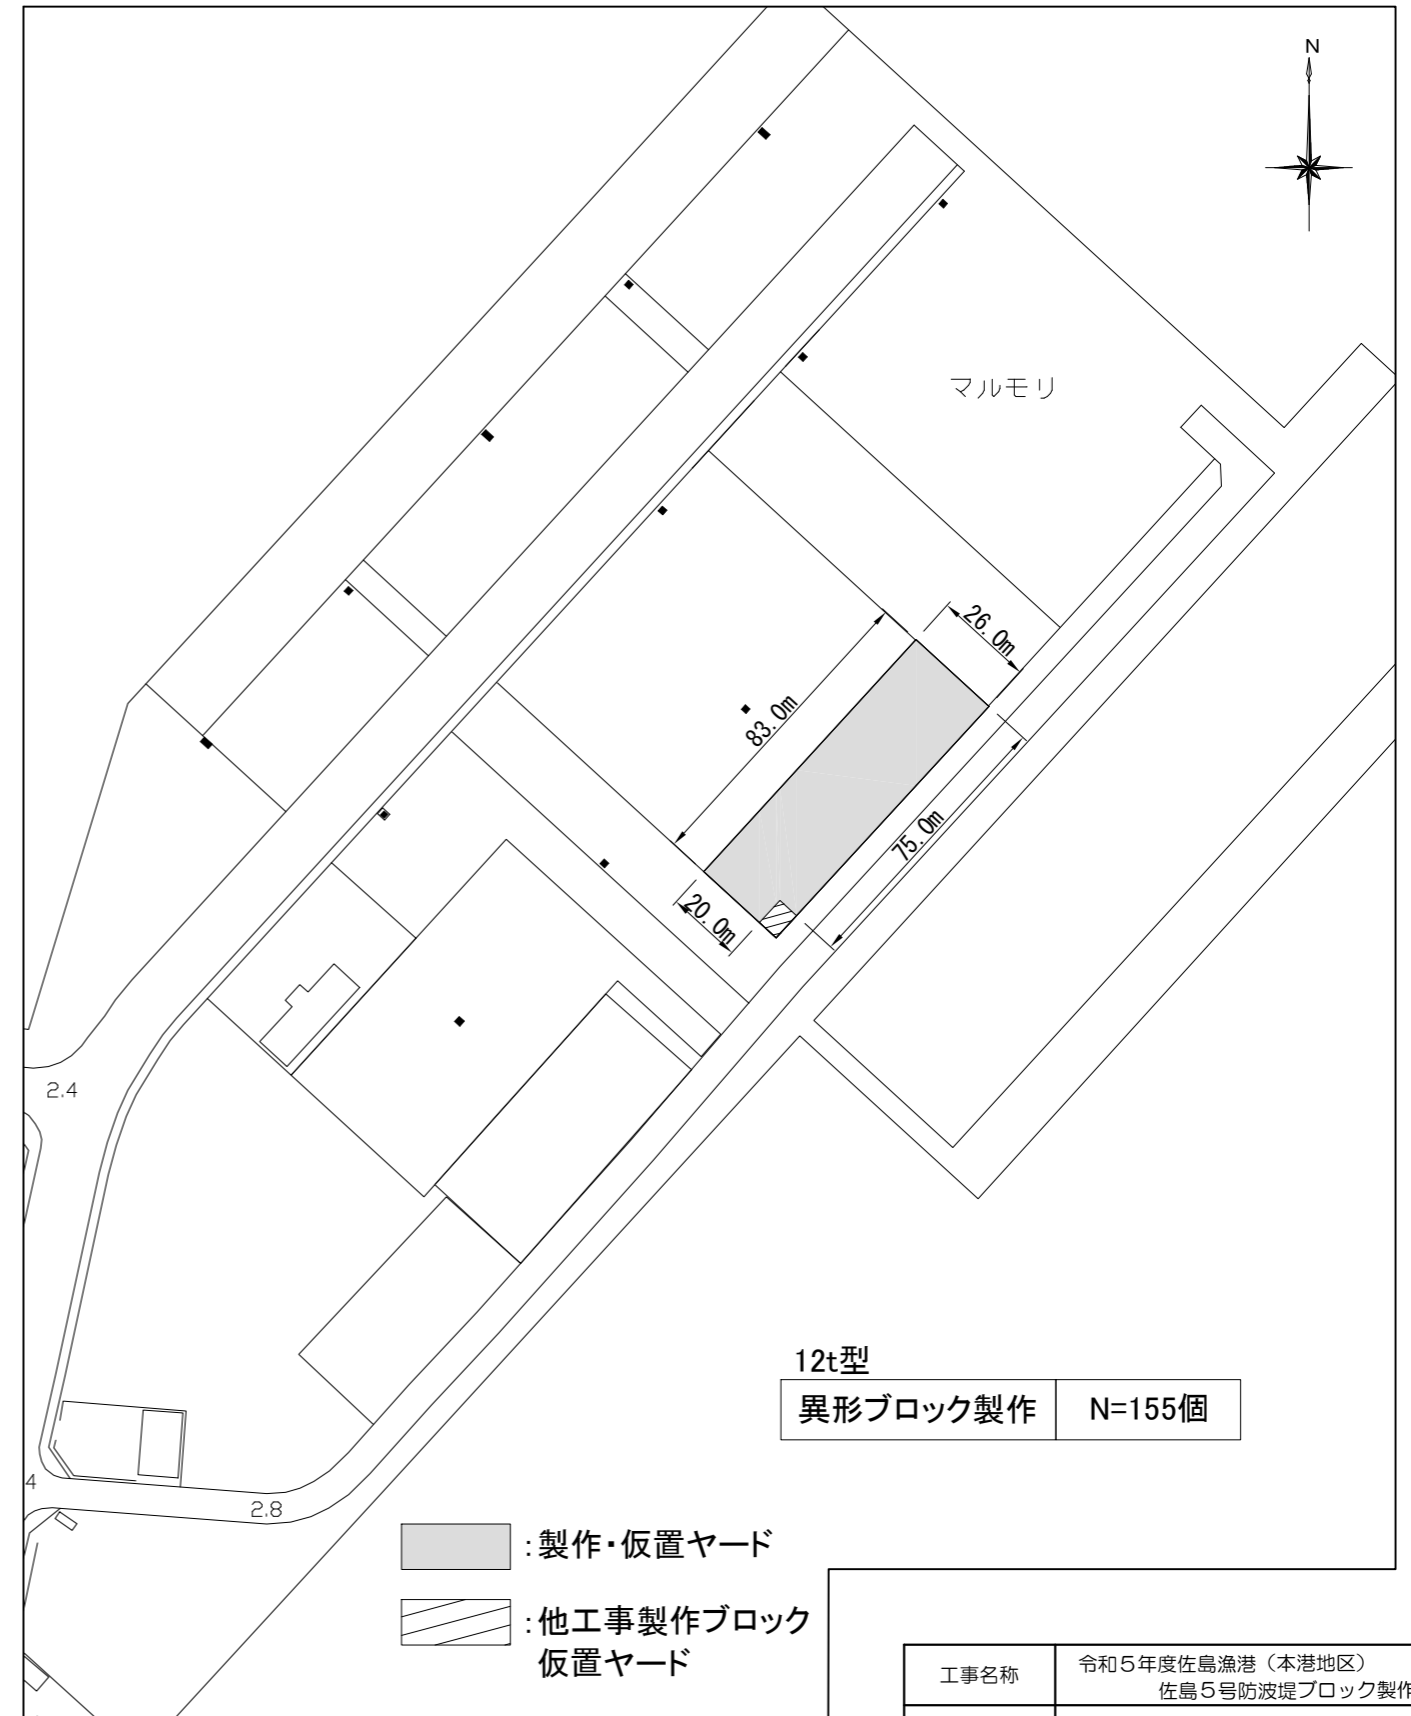 N
マルモリ
26.0m
83.0m
75.0m
20.0m
2.4
12t型
異形ブロック製作 N=155個
4
2.8
:製作・仮置ヤード
:他工事製作ブロック
仮置ヤード
工事名称
令和5年度佐島漁港(本港地区)
佐島5号防波堤ブロック製作